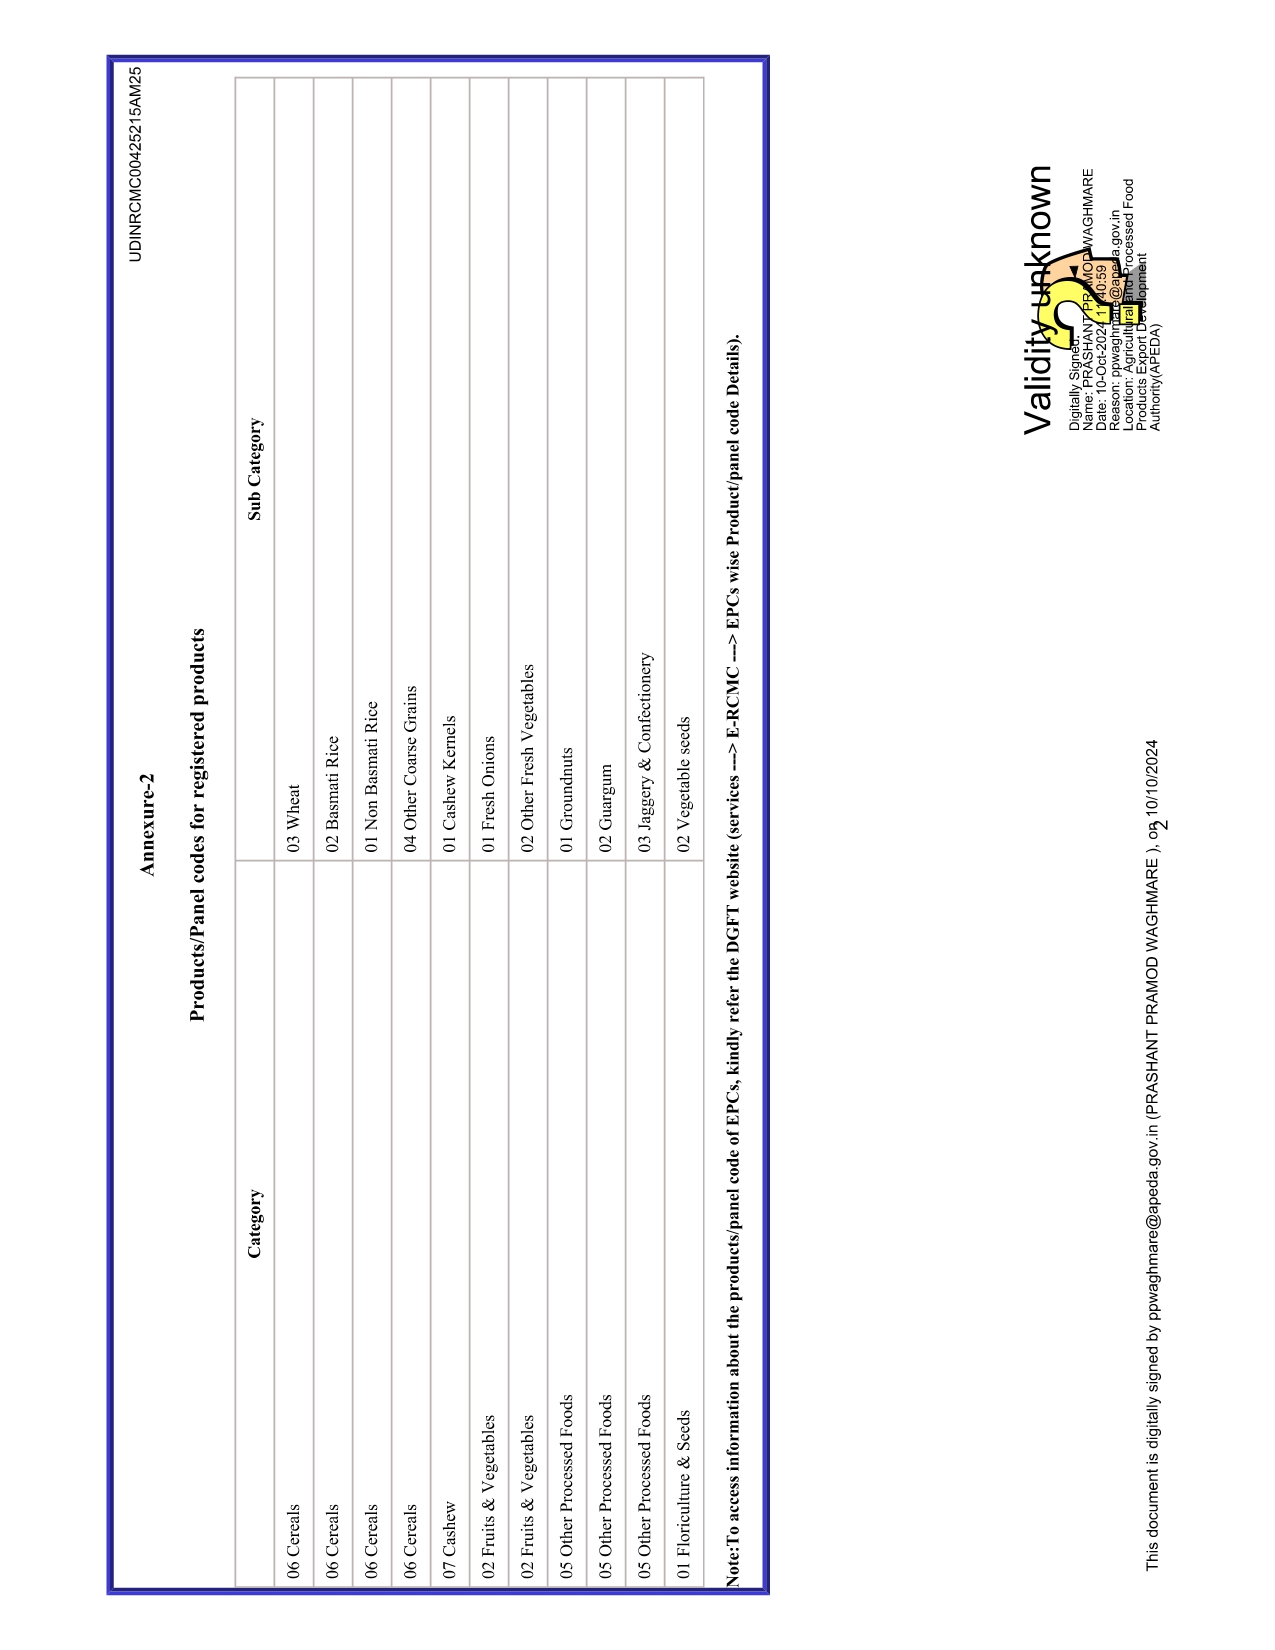 UDINRCMC00425215AM25
Annexure-2
Products/Panel codes for registered products
Category Sub Category
06 Cereals 03 Wheat
06 Cereals 02 Basmati Rice
06 Cereals 01 Non Basmati Rice
06 Cereals 04 Other Coarse Grains
07 Cashew 01 Cashew Kernels
02 Fruits & Vegetables 01 Fresh Onions
02 Fruits & Vegetables 02 Other Fresh Vegetables
05 Other Processed Foods 01 Groundnuts
05 Other Processed Foods 02 Guargum
05 Other Processed Foods 03 Jaggery & Confectionery
01 Floriculture & Seeds 02 Vegetable seeds
Note:To access information about the products/panel code of EPCs, kindly refer the DGFT website (services ---> E-RCMC ---> EPCs wise Product/panel code Details).
Validity unknown
Digitally Signed.
Name: PRASHANT PRAMOD WAGHMARE
Date: 10-Oct-2024 11:40:59
Reason: ppwaghmare@apeda.gov.in
Location: Agricultural and Processed Food
Products Export Development
Authority(APEDA)
This document is digitally signed by ppwaghmare@apeda.gov.in (PRASHANT PRAMOD WAGHMARE ), on 10/10/2024
2